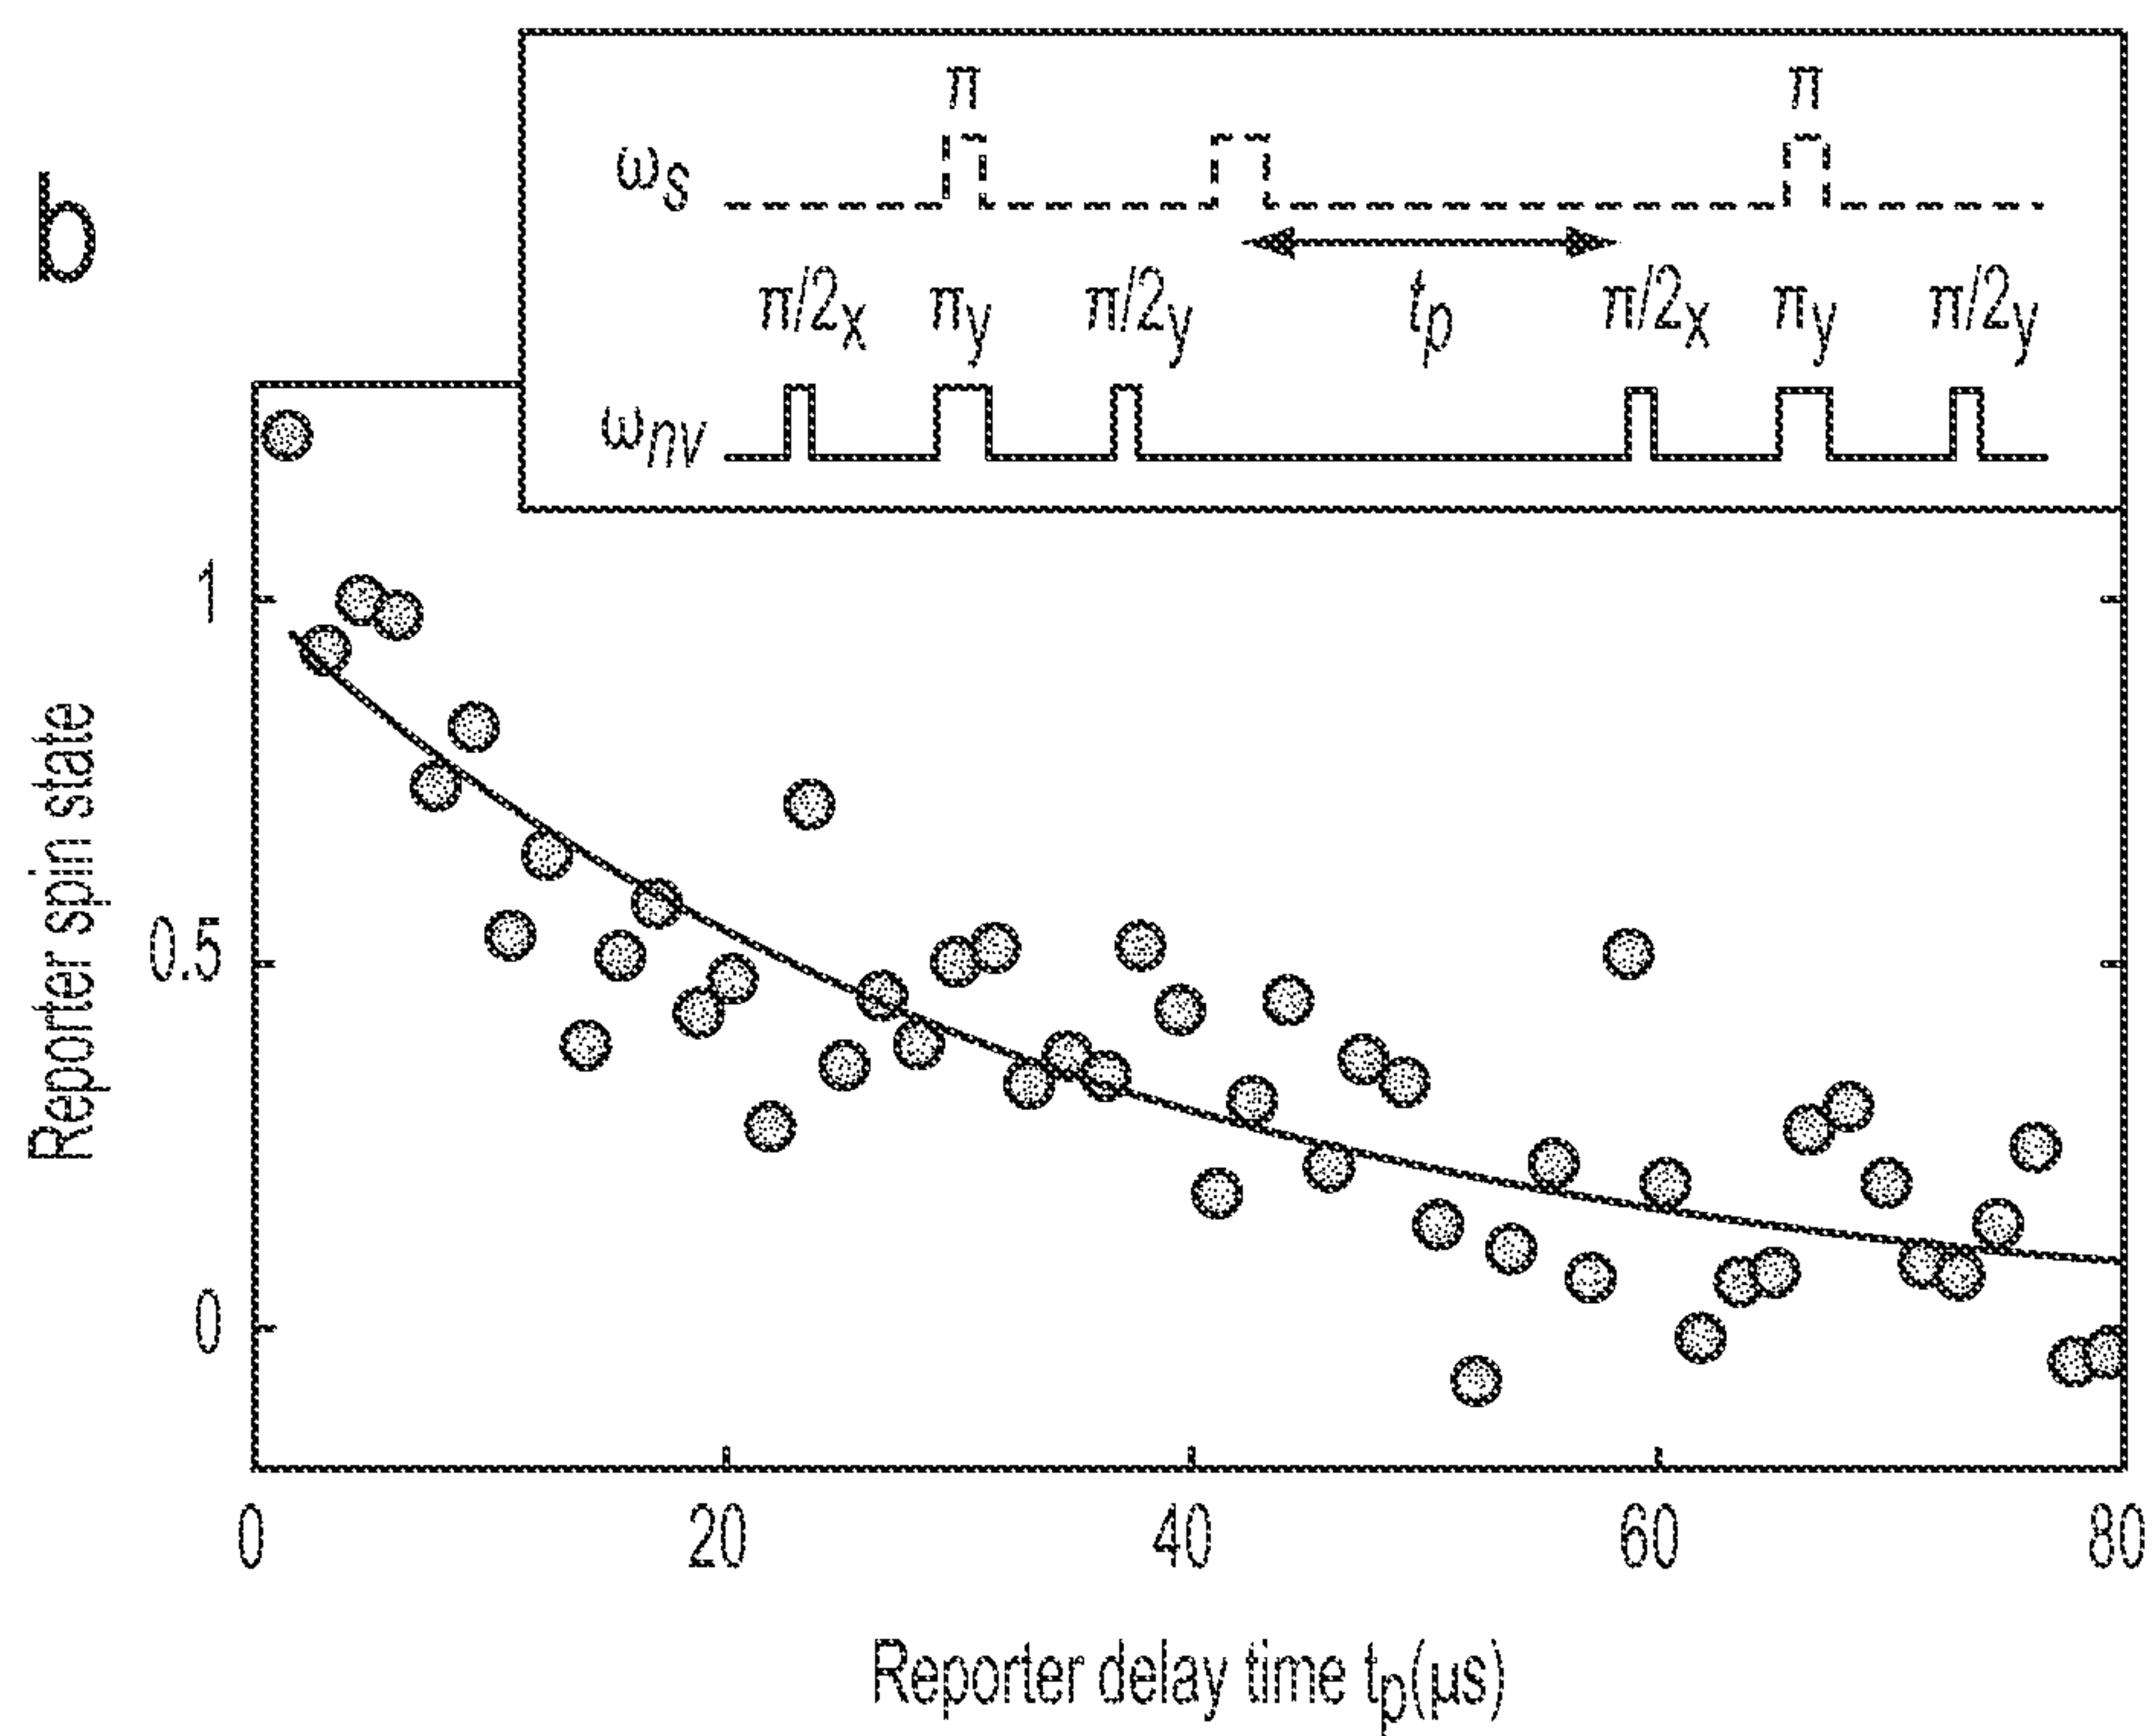 b
π π
ωs
tp
π/2x πy π/2y π/2x πy π/2y
ωnv
1
0.5
0
Reporter spin state
0 20 40 60 80
Reporter delay time tp(μs)